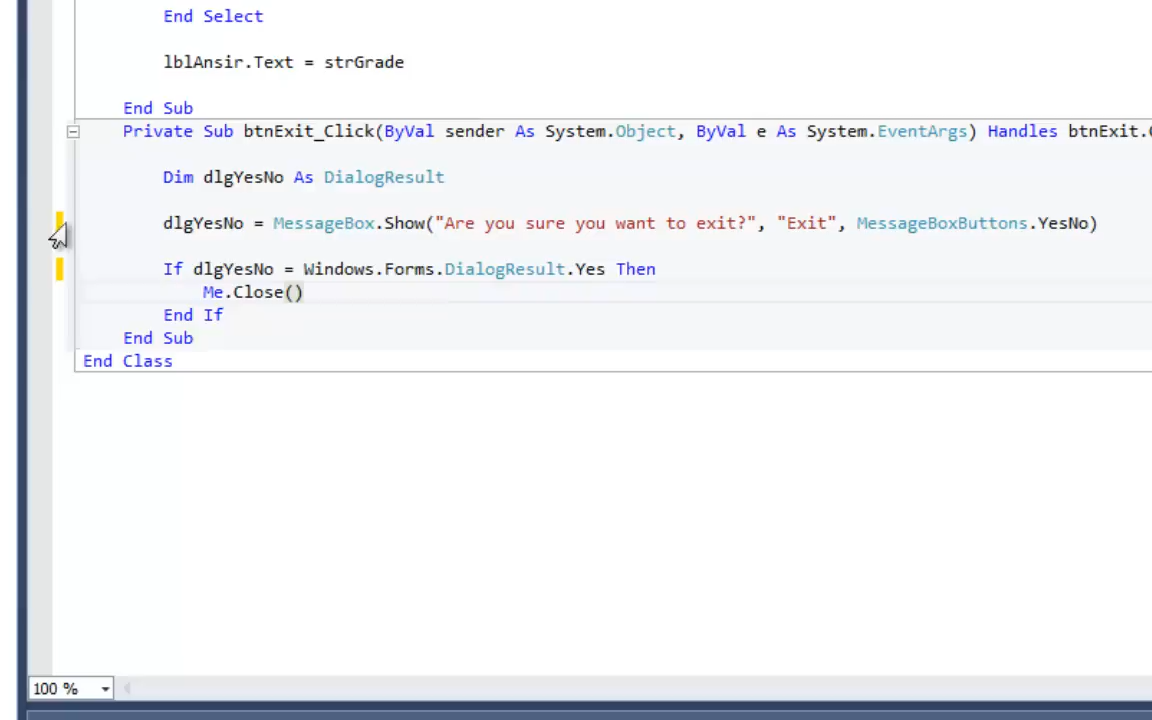 End Select
lblAnsir.Text = strGrade
End Sub
Private Sub btnExit_Click(ByVal sender As System.Object, ByVal e As System.EventArgs) Handles btnExit.
Dim dlgYesNo As DialogResult
dlgYesNo = MessageBox.Show("Are you sure you want to exit?", "Exit", MessageBoxButtons.YesNo)
If dlgYesNo = Windows.Forms.DialogResult.Yes Then
Me.Close()
End If
End Sub
End Class
100 %